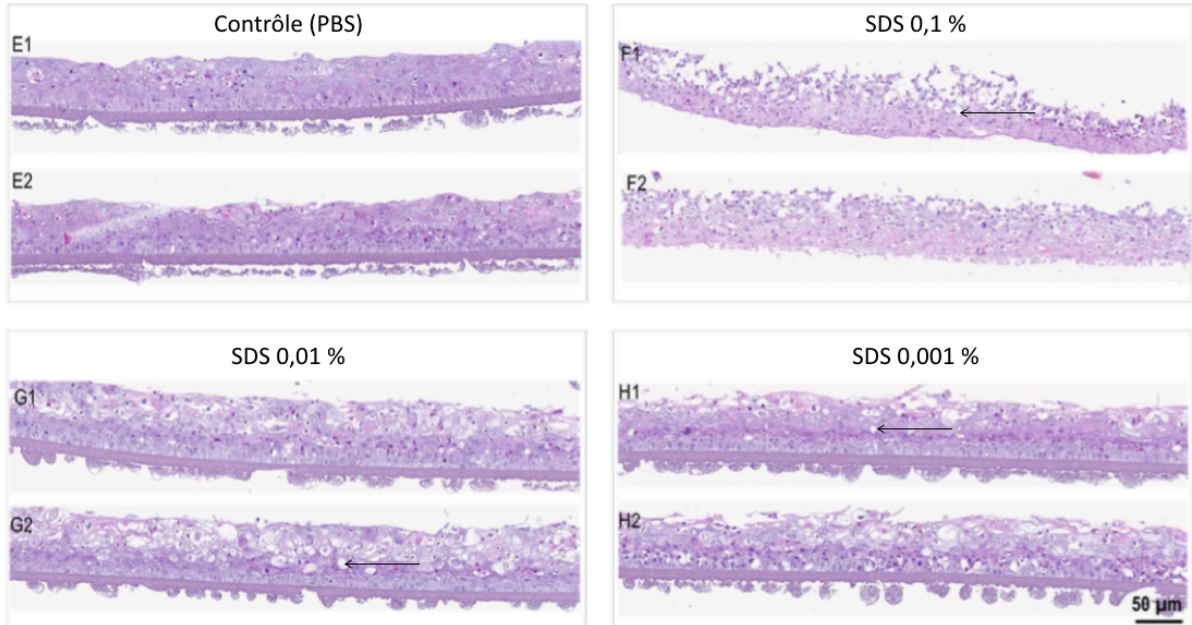 Contrôle (PBS)
E1
E2
SDS 0,1 %
F1
F2
SDS 0,01 %
G1
G2
SDS 0,001 %
H1
H2
50 µm